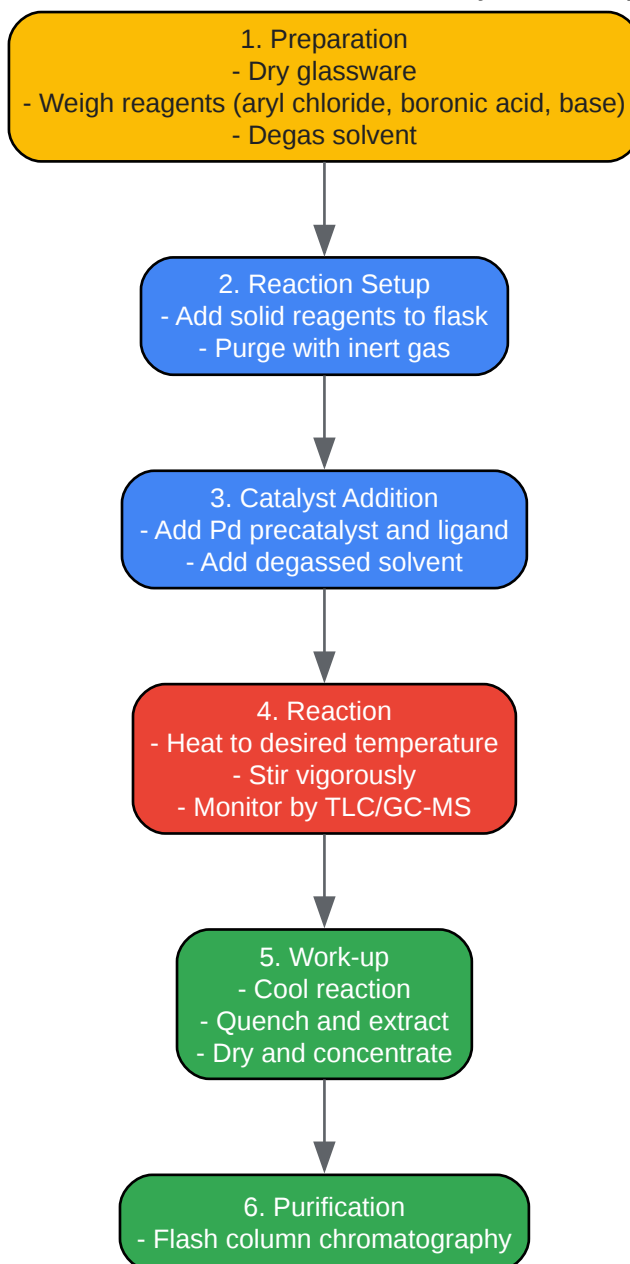 1. Preparation
- Dry glassware
- Weigh reagents (aryl chloride, boronic acid, base)
- Degas solvent
2. Reaction Setup
- Add solid reagents to flask
- Purge with inert gas
3. Catalyst Addition
- Add Pd precatalyst and ligand
- Add degassed solvent
4. Reaction
- Heat to desired temperature
- Stir vigorously
- Monitor by TLC/GC-MS
5. Work-up
- Cool reaction
- Quench and extract
- Dry and concentrate
6. Purification
- Flash column chromatography